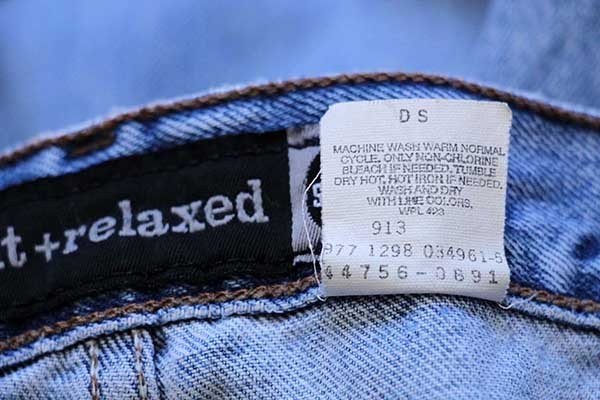 t +relaxed
S
DS
MACHINE WASH WARM NORMAL
CYCLE, ONLY NON-CHLORINE
BLEACH IF NEEDED, TUMBLE
DRY HOT, HOT IRON IF NEEDED,
WASH AND DRY
WITH LIKE COLORS,
WPL 423
913
977 1298 034961-5
44756-0891